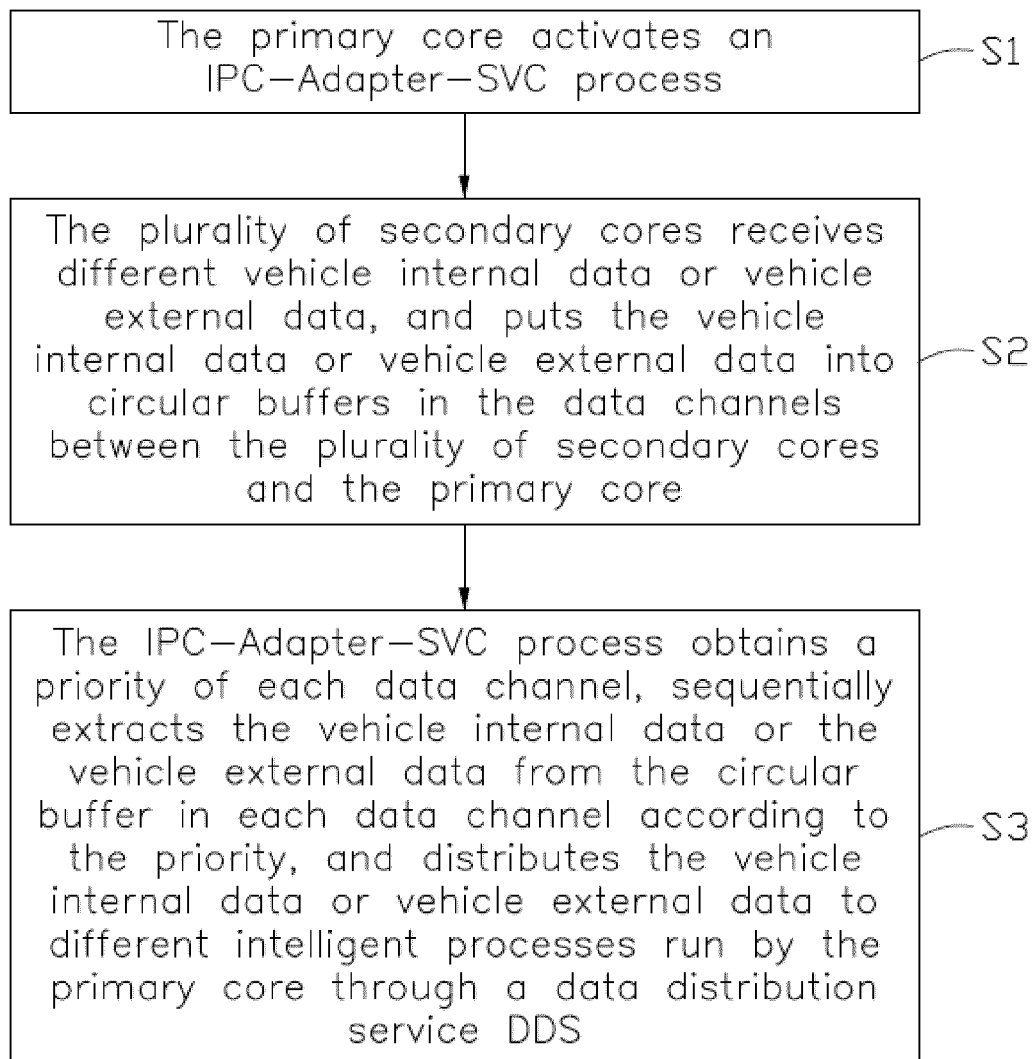 The primary core activates an
IPC-Adapter-SVC process
S1
The plurality of secondary cores receives
different vehicle internal data or vehicle
external data, and puts the vehicle
internal data or vehicle external data into
circular buffers in the data channels
between the plurality of secondary cores
and the primary core
S2
The IPC-Adapter-SVC process obtains a
priority of each data channel, sequentially
extracts the vehicle internal data or the
vehicle external data from the circular
buffer in each data channel according to
the priority, and distributes the vehicle
internal data or vehicle external data to
different intelligent processes run by the
primary core through a data distribution
service DDS
S3